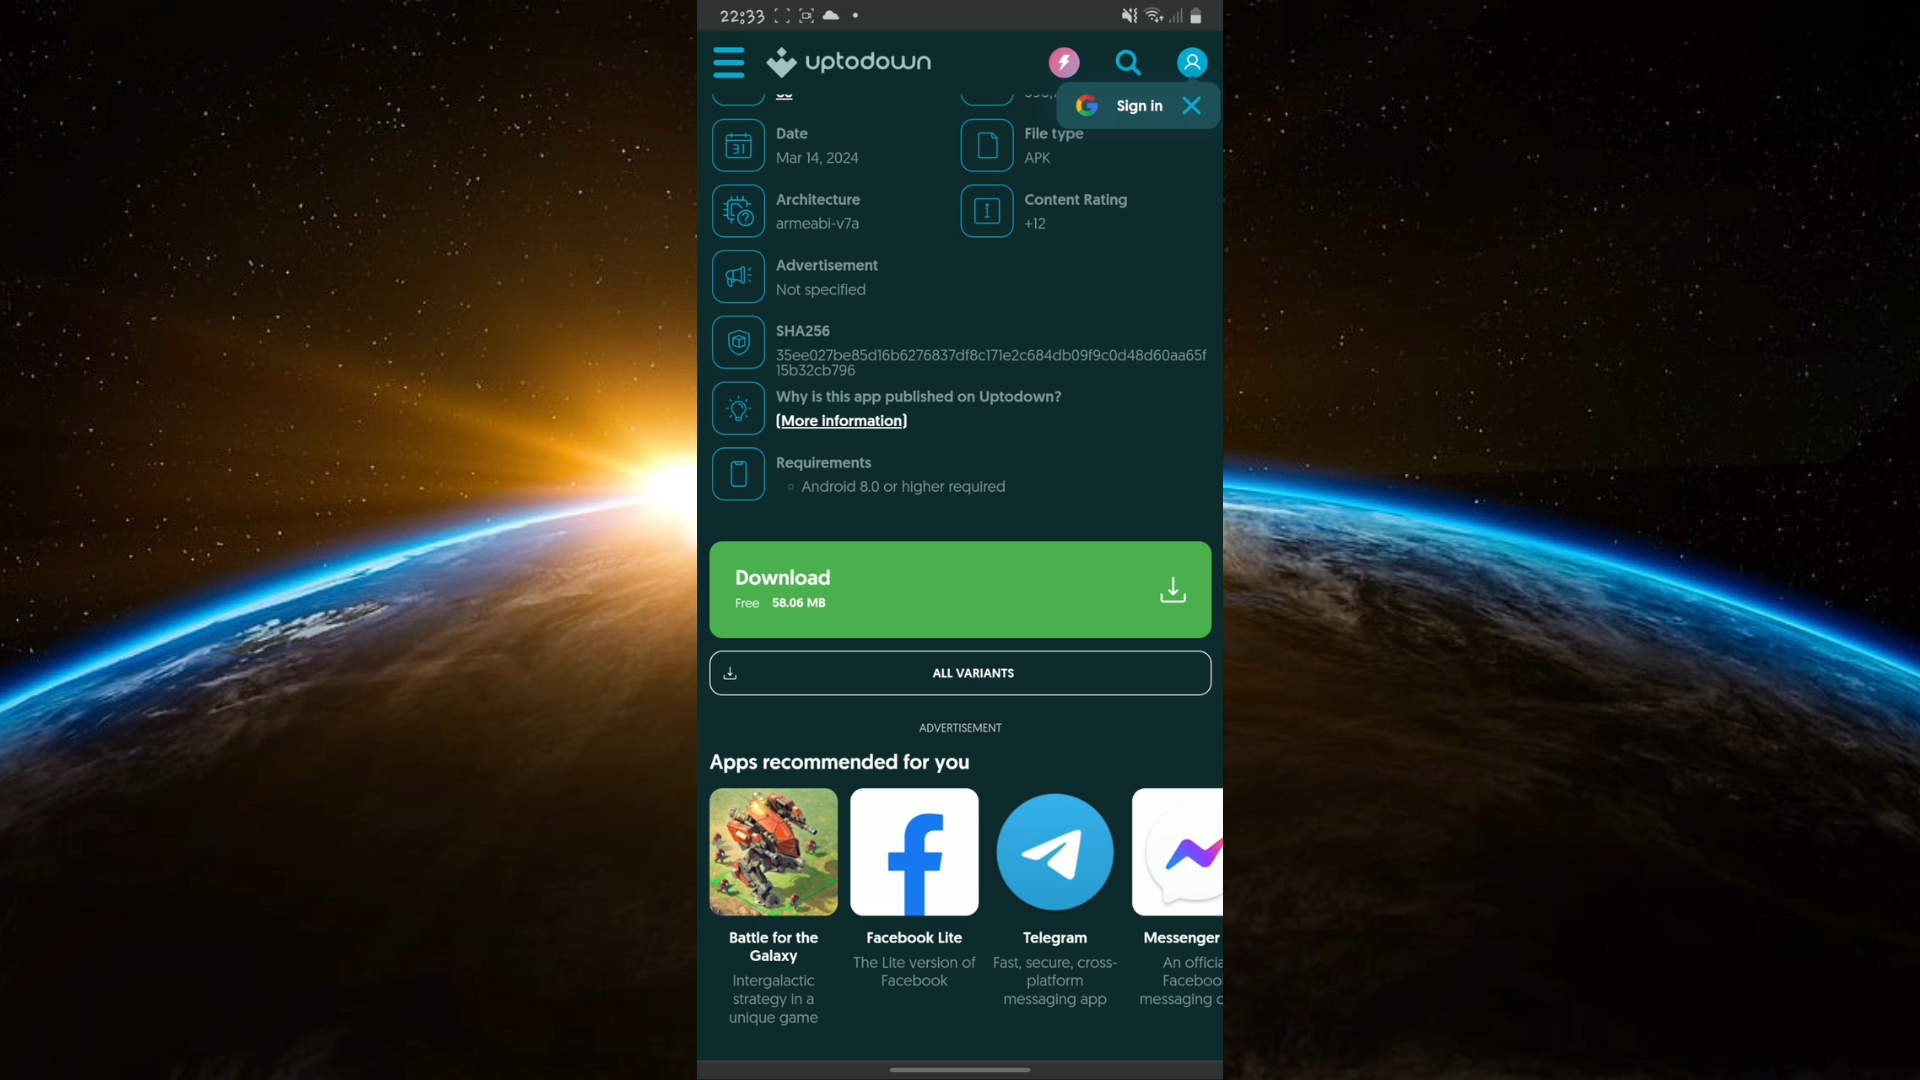 22:33
uptodown
Sign in
Date
Mar 14, 2024
File type
APK
Architecture
armeabi-v7a
Content Rating
+12
Advertisement
Not specified
SHA256
35ee027be85d16b6276837df8c171e2c684db09f9c0d48d60aa65f
15b32cb796
Why is this app published on Uptodown?
(More information)
Requirements
Android 8.0 or higher required
Download
Free 58.06 MB
ALL VARIANTS
ADVERTISEMENT
Apps recommended for you
Battle for the
Galaxy
Intergalactic
strategy in a
unique game
Facebook Lite
The Lite version of
Facebook
Telegram
Fast, secure, cross-
platform
messaging app
Messenger
An officia
Faceboo
messaging